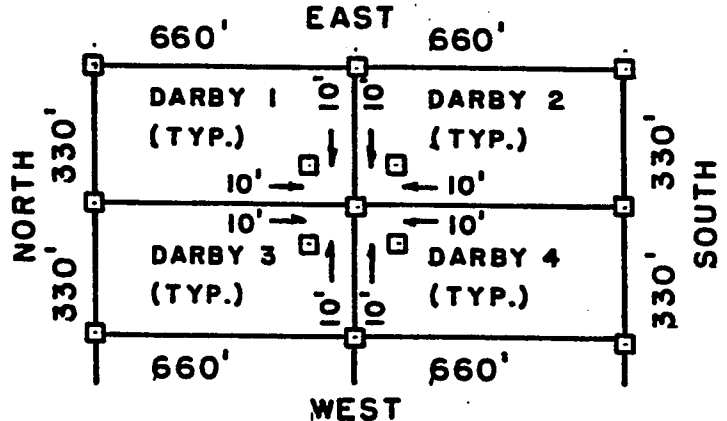 EAST
660' 660'
DARBY 1 10' 10' DARBY 2
(TYP.) (TYP.)
330' 330'
10' 10'
NORTH SOUTH
10' 10'
DARBY 3 DARBY 4
(TYP.) (TYP.)
330' 10' 10' 330'
660' 660'
WEST